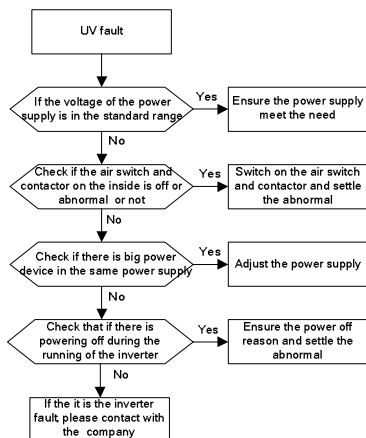 UV fault
If the voltage of the power
supply is in the standard range
Yes
Ensure the power supply
meet the need
No
Check if the air switch and
contactor on the inside is off or
abnormal or not
Yes
Switch on the air switch
and contactor and settle
the abnormal
No
Check if there is big power
device in the same power supply
Yes
Adjust the power supply
No
Check that if there is
powering off during the
running of the inverter
Yes
Ensure the power off
reason and settle the
abnormal
No
If the it is the inverter
fault, please contact with
the company